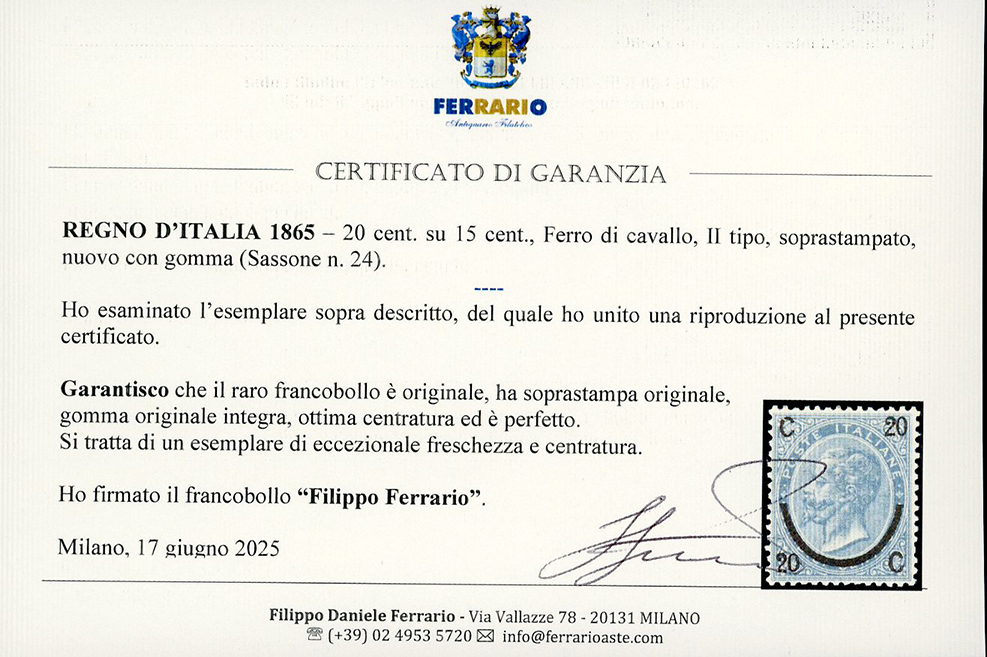 FERRARIO
Antiquario Filatelico
CERTIFICATO DI GARANZIA
REGNO D'ITALIA 1865 – 20 cent. su 15 cent., Ferro di cavallo, II tipo, soprastampato,
nuovo con gomma (Sassone n. 24).
----
Ho esaminato l'esemplare sopra descritto, del quale ho unito una riproduzione al presente
certificato.
Garantisco che il raro francobollo è originale, ha soprastampa originale,
gomma originale integra, ottima centratura ed è perfetto.
Si tratta di un esemplare di eccezionale freschezza e centratura.
Ho firmato il francobollo “Filippo Ferrario”.
Milano, 17 giugno 2025
C 20
POSTE ITALIANE
20 C
Filippo Daniele Ferrario - Via Vallazze 78 - 20131 MILANO
☏ (+39) 02 4953 5720 ✉ info@ferrarioaste.com